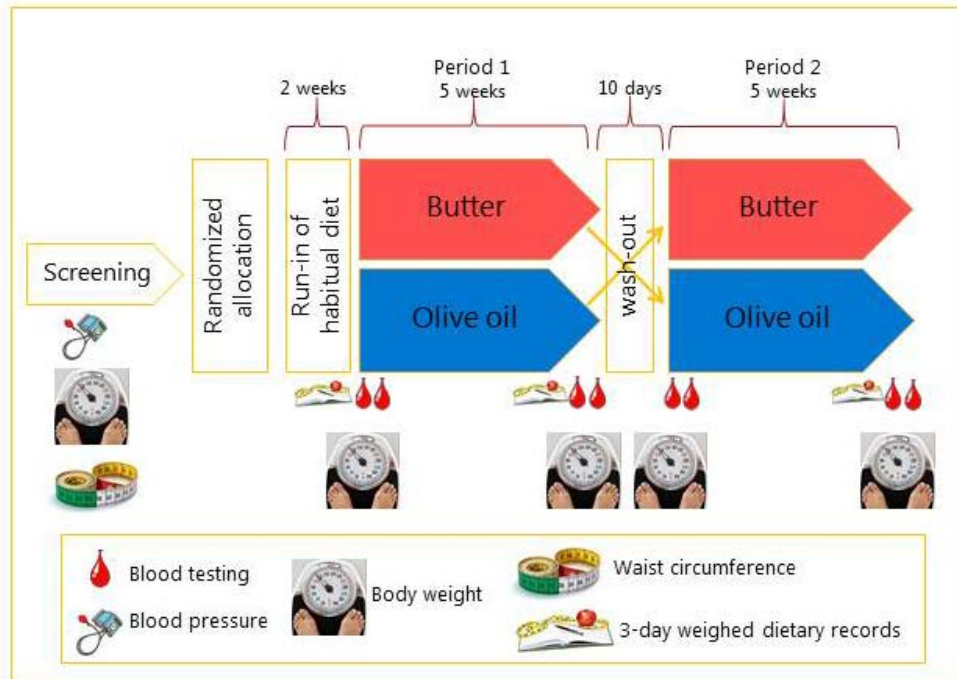 Period 1
5 weeks
Period 2
5 weeks
2 weeks
10 days
Screening
Randomized
allocation
Run-in of
habitual diet
Butter
Olive oil
wash-out
Butter
Olive oil
Blood testing
Blood pressure
Body weight
Waist circumference
3-day weighed dietary records